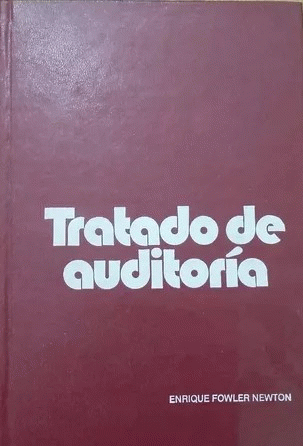 Tratado de
auditoría
ENRIQUE FOWLER NEWTON